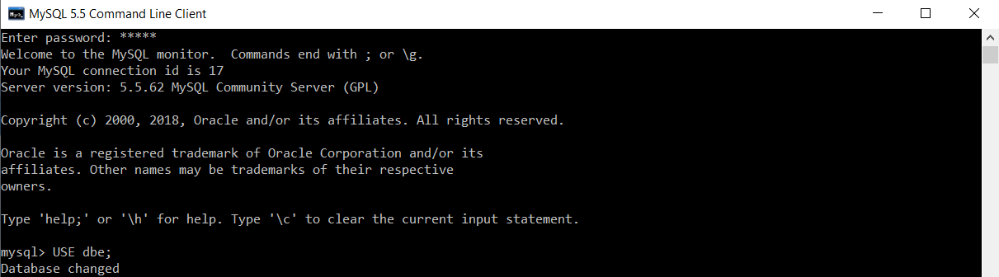 MySQL 5.5 Command Line Client
Enter password: *****
Welcome to the MySQL monitor.  Commands end with ; or \g.
Your MySQL connection id is 17
Server version: 5.5.62 MySQL Community Server (GPL)
Copyright (c) 2000, 2018, Oracle and/or its affiliates. All rights reserved.
Oracle is a registered trademark of Oracle Corporation and/or its
affiliates. Other names may be trademarks of their respective
owners.
Type 'help;' or '\h' for help. Type '\c' to clear the current input statement.
mysql> USE dbe;
Database changed